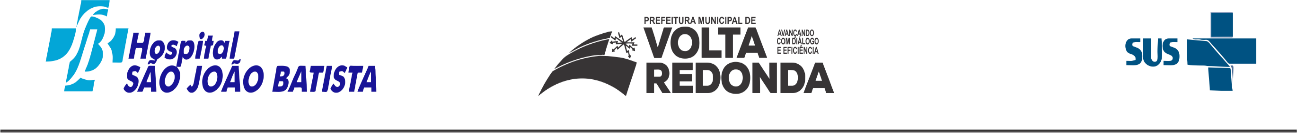 Hospital
SÃO JOÃO BATISTA
PREFEITURA MUNICIPAL DE
VOLTA
REDONDA
AVANÇANDO
COM DIÁLOGO
E EFICIÊNCIA
SUS